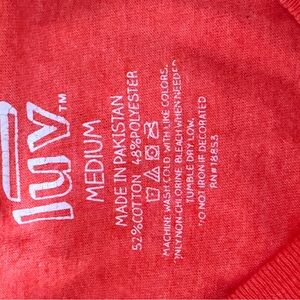 luv™
MEDIUM
MADE IN PAKISTAN
52%COTTON 48%POLYESTER
MACHINE WASH COLD WITH LIKE COLORS.
ONLY NON-CHLORINE BLEACH WHEN NEEDED
TUMBLE DRY LOW.
DO NOT IRON IF DECORATED
RN#18853